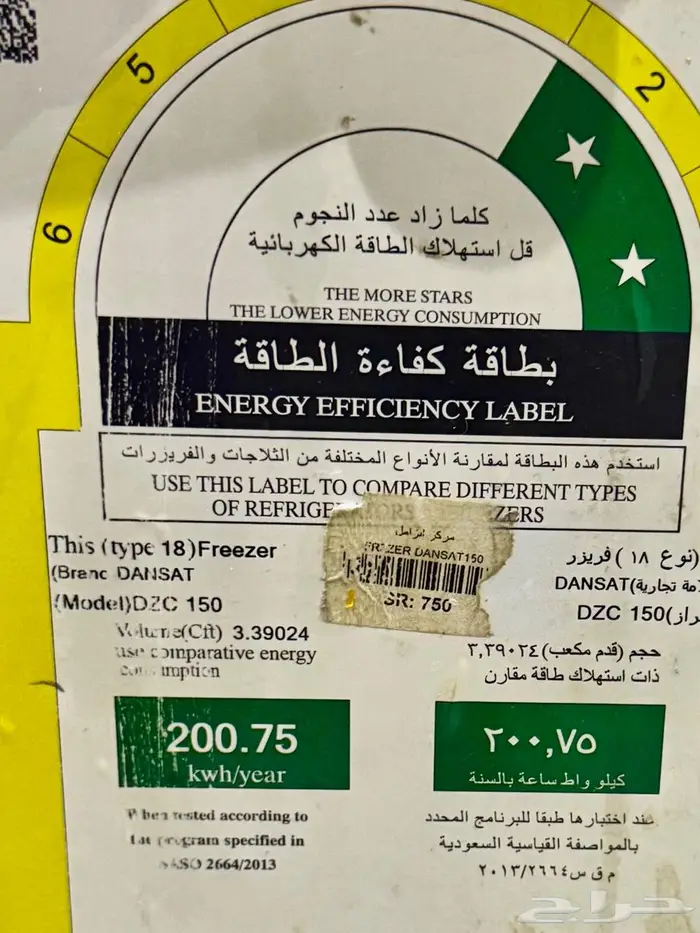 5
2
6
كلما زاد عدد النجوم
قل استهلاك الطاقة الكهربائية
THE MORE STARS
THE LOWER ENERGY CONSUMPTION
بطاقة كفاءة الطاقة
ENERGY EFFICIENCY LABEL
استخدم هذه البطاقة لمقارنة الأنواع المختلفة من الثلاجات والفريزرات
USE THIS LABEL TO COMPARE DIFFERENT TYPES
OF
مركز
DANSAT150
SR: 750
This (type 18)Freezer
DANSAT
(Model)DZC 150
Volume(Cft) 3.39024
use comparative energy
200.75
kwh/year
When tested according to
the program specified in
SASO 2664/2013
(نوع ١٨ ) فريزر
تجارية)DANSAT
DZC 150
حجم (قدم مكعب) ٣,٣٩٠٢٤
ذات استهلاك طاقة مقارن
٢٠٠,٧٥
كيلو واط ساعة بالسنة
عند اختبارها طبقا للبرنامج المحدد
بالمواصفة القياسية السعودية
م ق س ٢٠١٣/٢٦٦٤
حراج